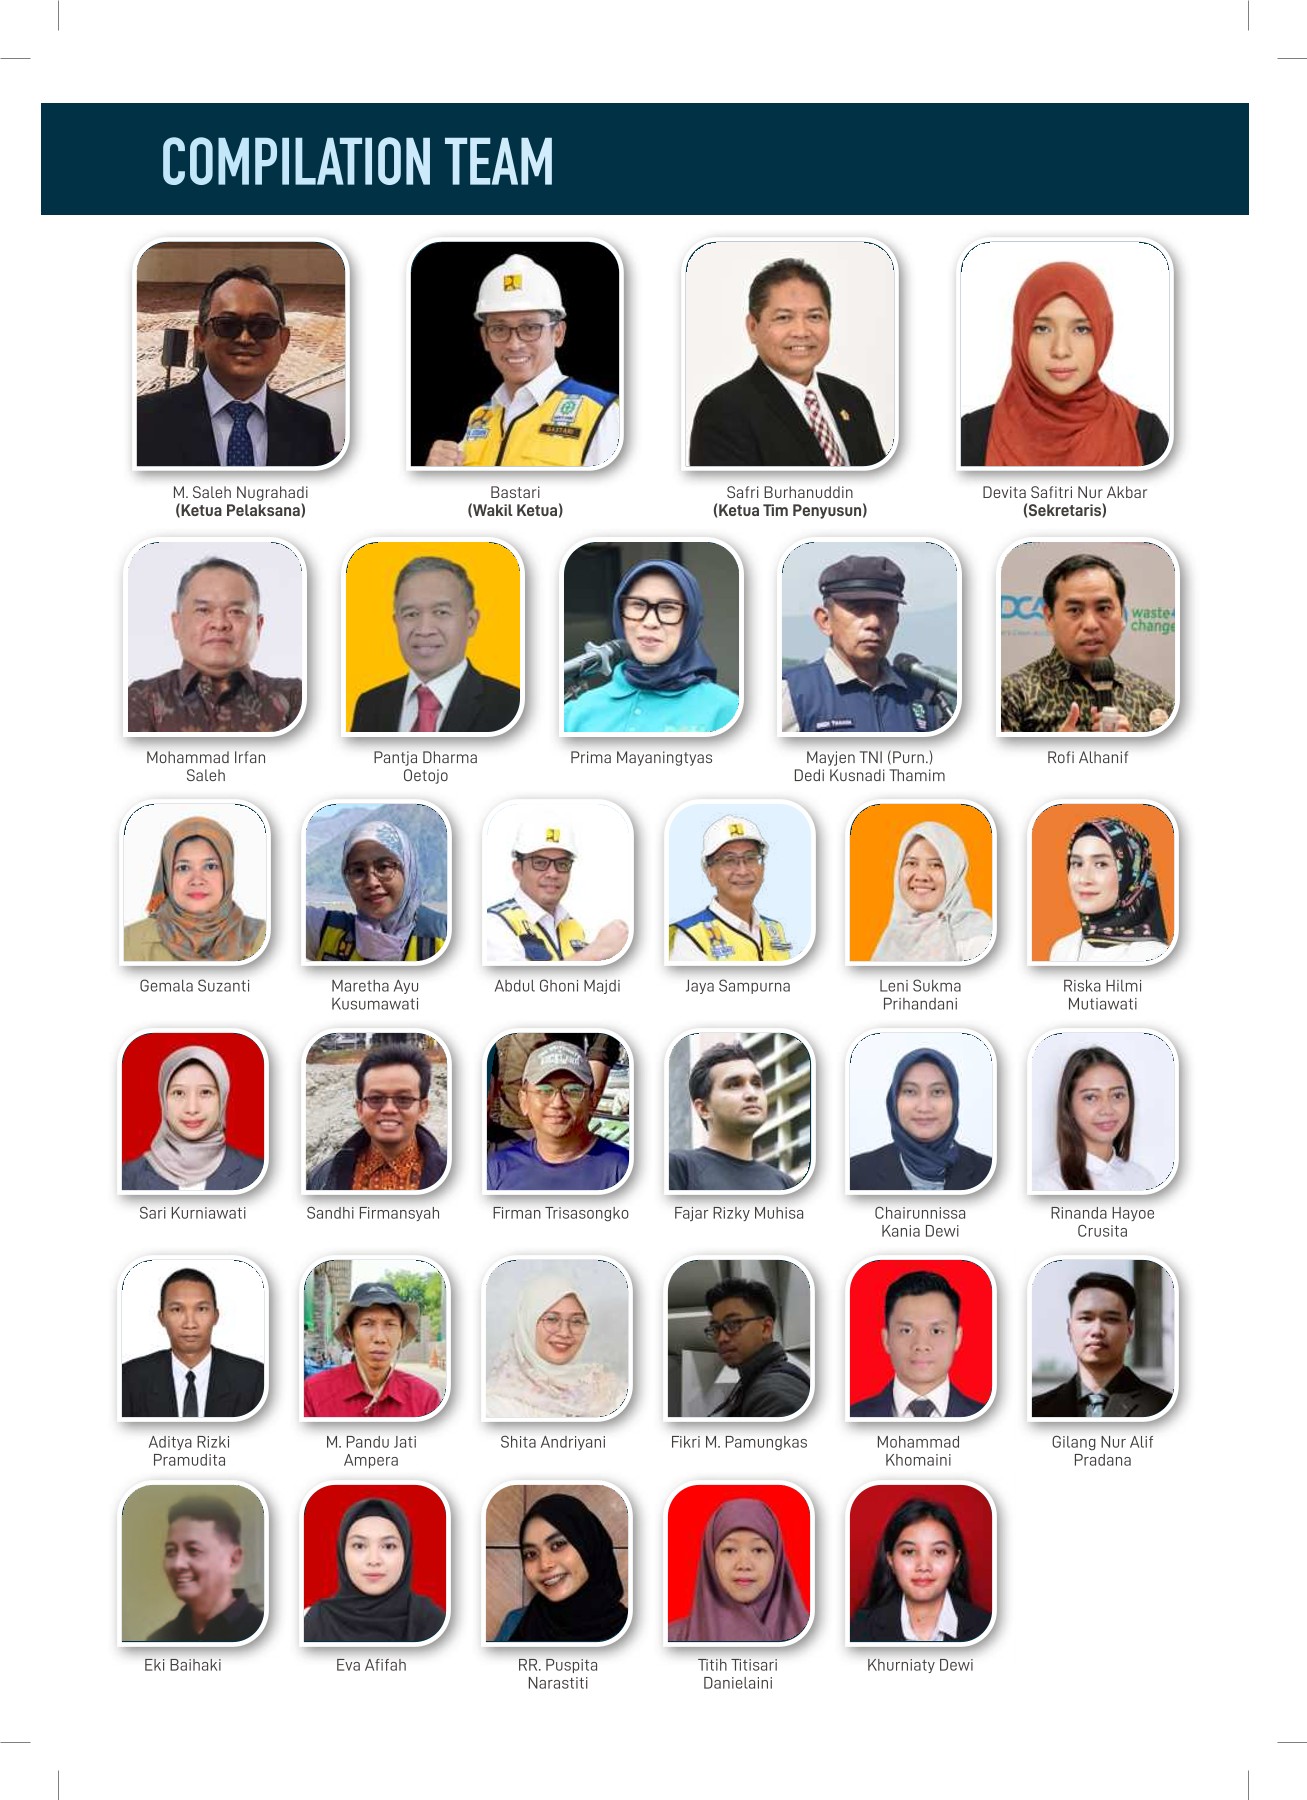 COMPILATION TEAM
M. Saleh Nugrahadi
(Ketua Pelaksana)
Bastari
(Wakil Ketua)
Safri Burhanuddin
(Ketua Tim Penyusun)
Devita Safitri Nur Akbar
(Sekretaris)
BASTARI
waste4
change
Mohammad Irfan
Saleh
Pantja Dharma
Oetojo
Prima Mayaningtyas
Mayjen TNI (Purn.)
Dedi Kusnadi Thamim
Rofi Alhanif
Gemala Suzanti
Maretha Ayu
Kusumawati
Abdul Ghoni Majdi
Jaya Sampurna
Leni Sukma
Prihandani
Riska Hilmi
Mutiawati
Sari Kurniawati
Sandhi Firmansyah
Firman Trisasongko
Fajar Rizky Muhisa
Chairunnissa
Kania Dewi
Rinanda Hayoe
Crusita
Aditya Rizki
Pramudita
M. Pandu Jati
Ampera
Shita Andriyani
Fikri M. Pamungkas
Mohammad
Khomaini
Gilang Nur Alif
Pradana
Eki Baihaki
Eva Afifah
RR. Puspita
Narastiti
Titih Titisari
Danielaini
Khurniaty Dewi